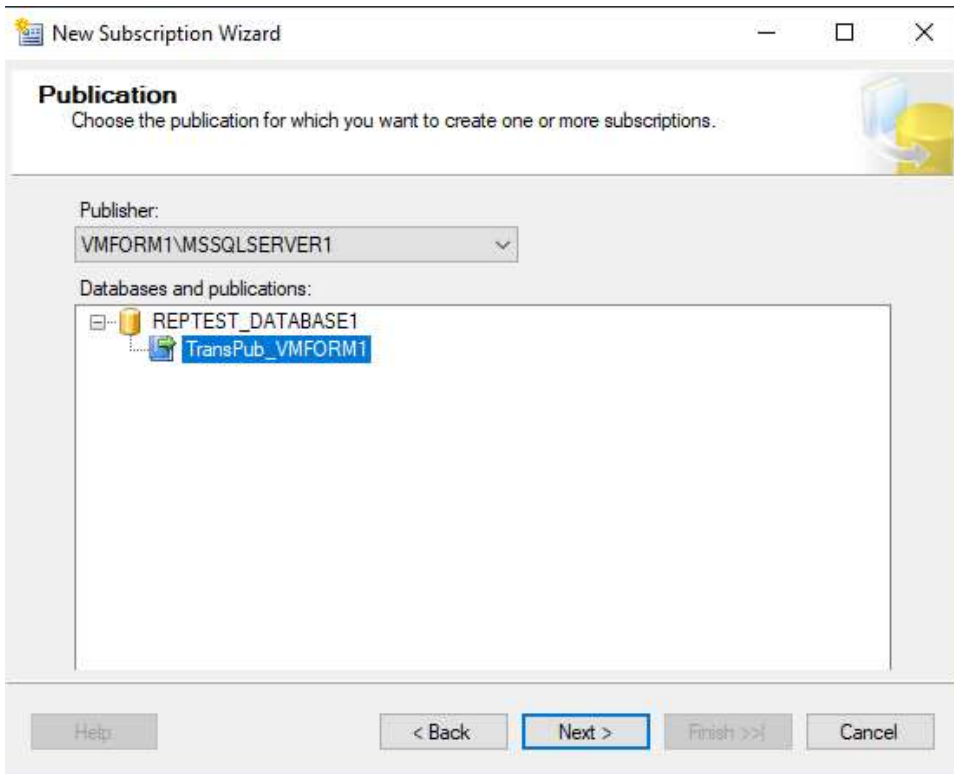 New Subscription Wizard
Publication
Choose the publication for which you want to create one or more subscriptions.
Publisher:
VMFORM1\MSSQLSERVER1
Databases and publications:
REPTEST_DATABASE1
TransPub_VMFORM1
Help
< Back
Next >
Finish >>|
Cancel